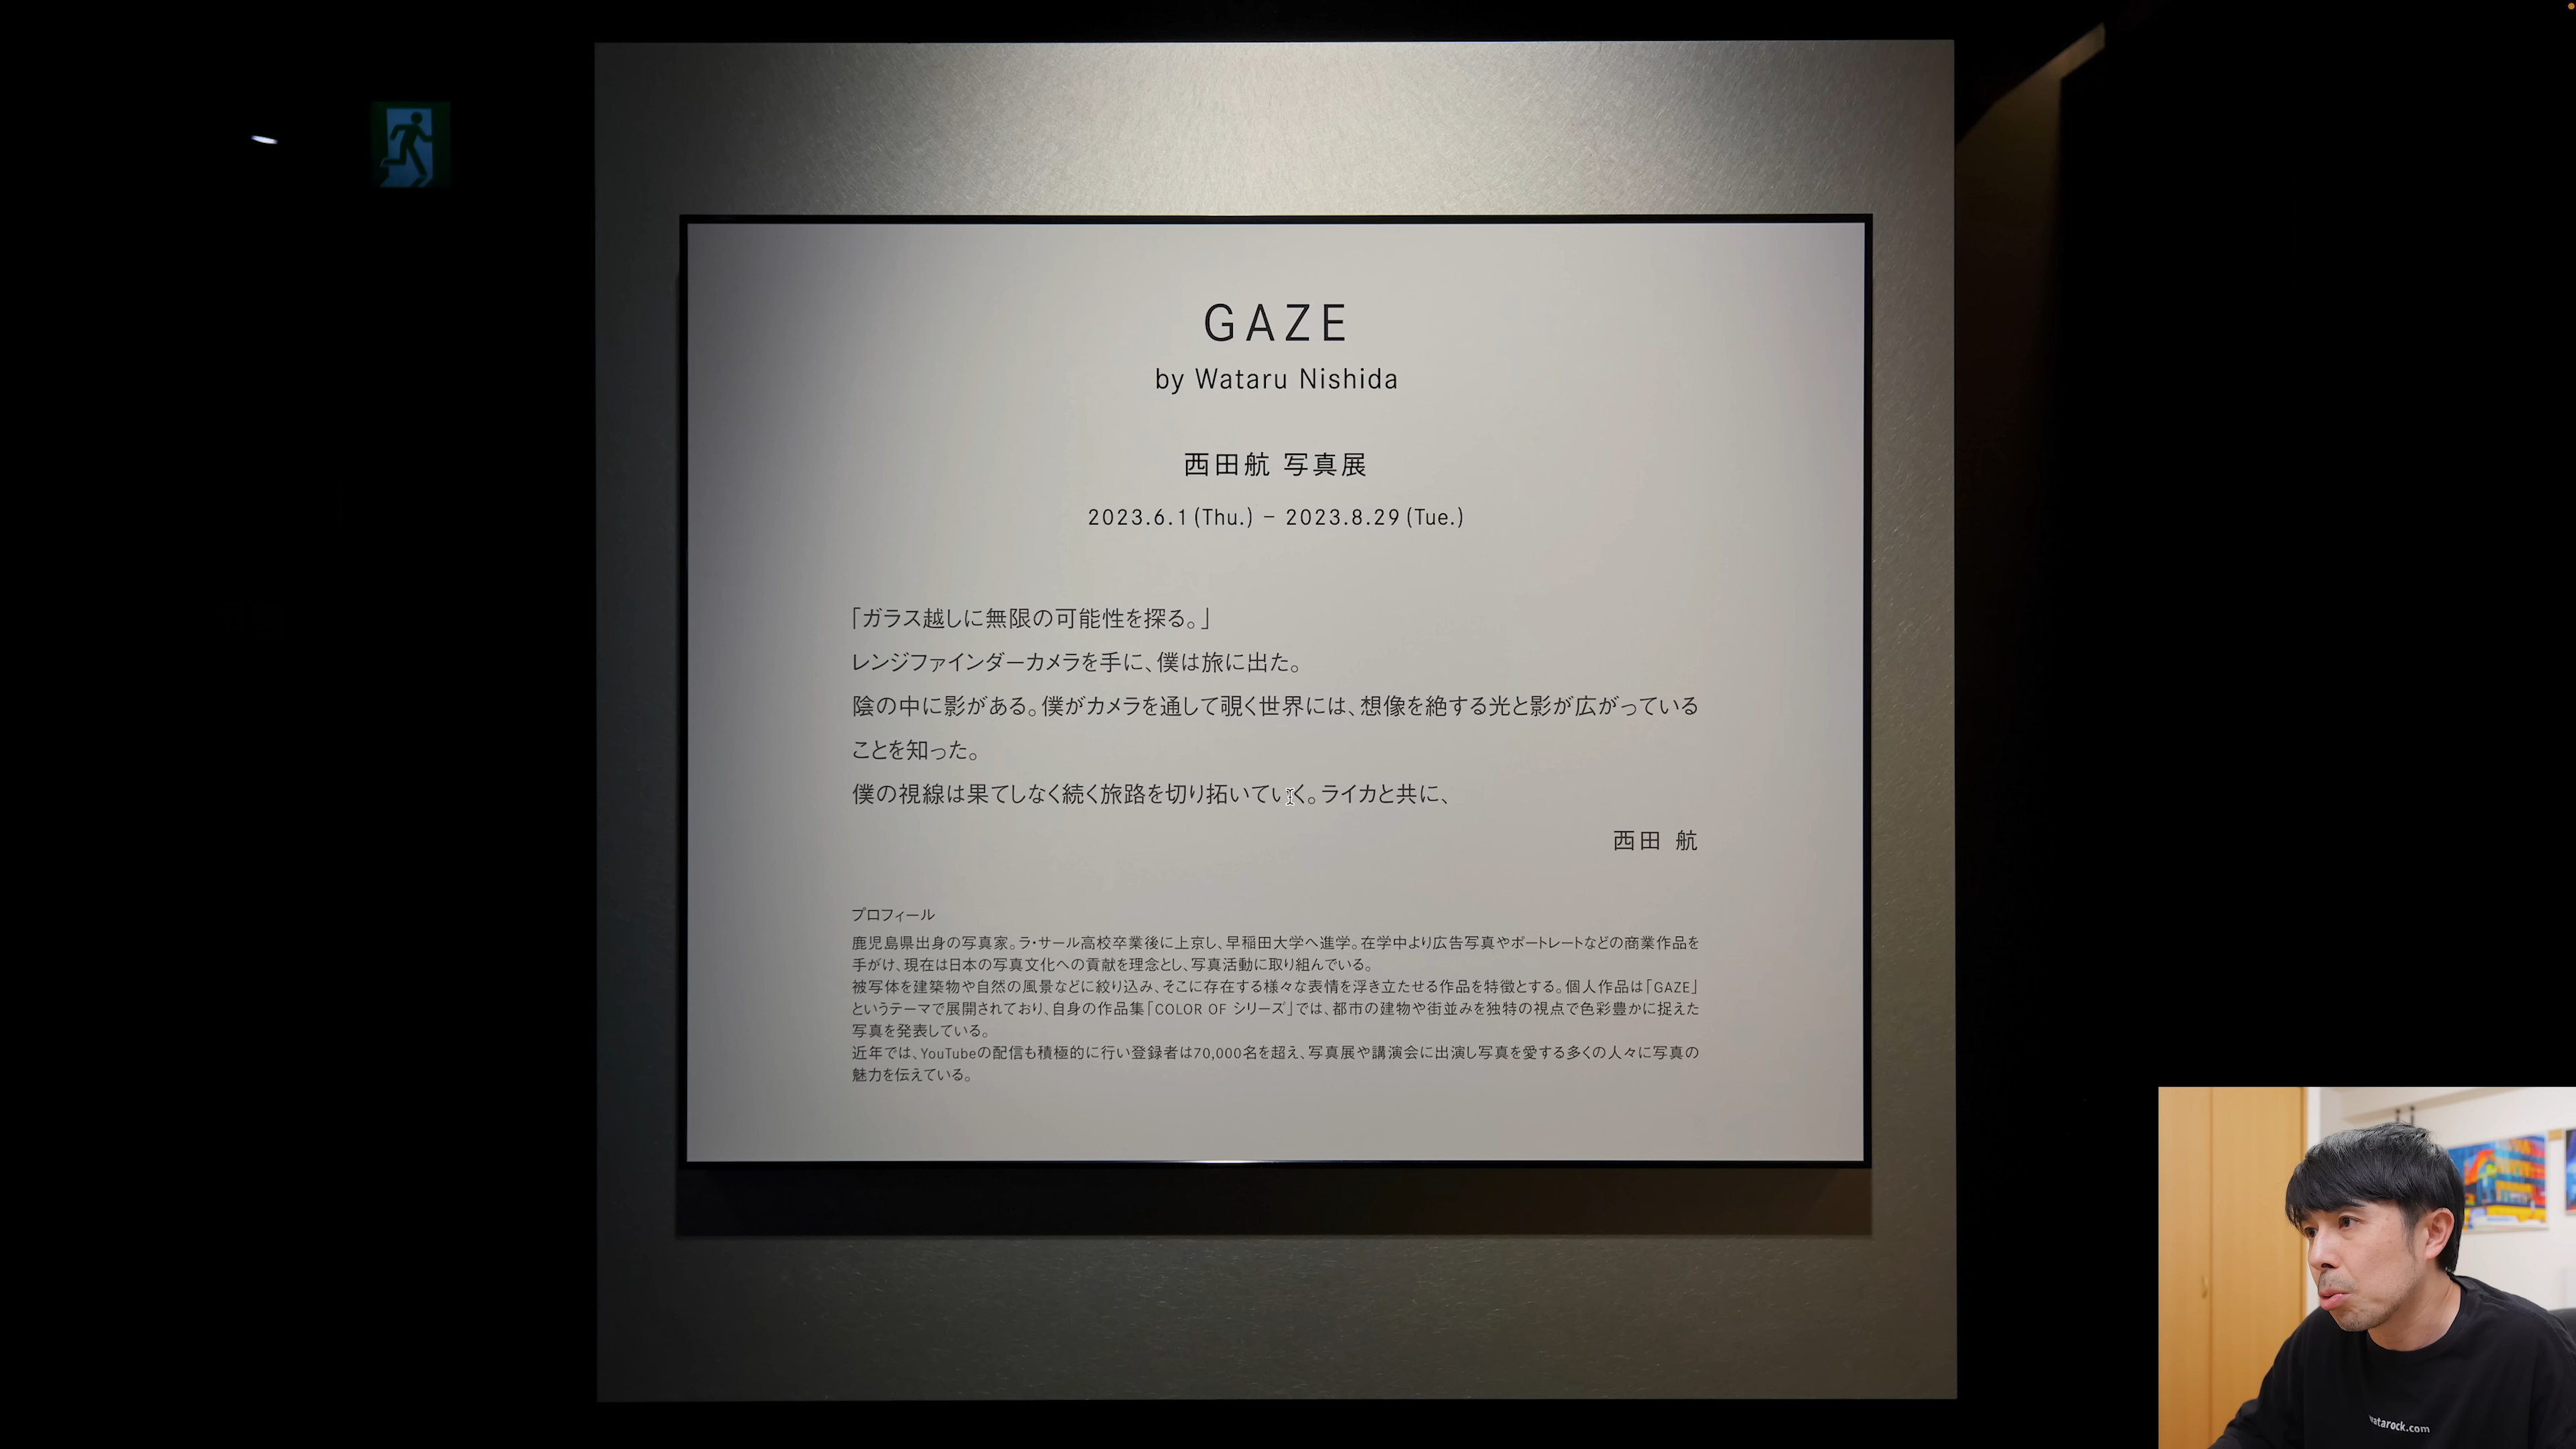 GAZE
by Wataru Nishida
西田航 写真展
2023.6.1(Thu.) − 2023.8.29(Tue.)
「ガラス越しに無限の可能性を探る。」
レンジファインダーカメラを手に、僕は旅に出た。
陰の中に影がある。僕がカメラを通して覗く世界には、想像を絶する光と影が広がっている
ことを知った。
僕の視線は果てしなく続く旅路を切り拓いていく。ライカと共に、
西田 航
プロフィール
鹿児島県出身の写真家。ラ・サール高校卒業後に上京し、早稲田大学へ進学。在学中より広告写真やポートレートなどの商業作品を
手がけ、現在は日本の写真文化への貢献を理念とし、写真活動に取り組んでいる。
被写体を建築物や自然の風景などに絞り込み、そこに存在する様々な表情を浮き立たせる作品を特徴とする。個人作品は「GAZE」
というテーマで展開されており、自身の作品集「COLOR OF シリーズ」では、都市の建物や街並みを独特の視点で色彩豊かに捉えた
写真を発表している。
近年では、YouTubeの配信も積極的に行い登録者は70,000名を超え、写真展や講演会に出演し写真を愛する多くの人々に写真の
魅力を伝えている。
watarock.com